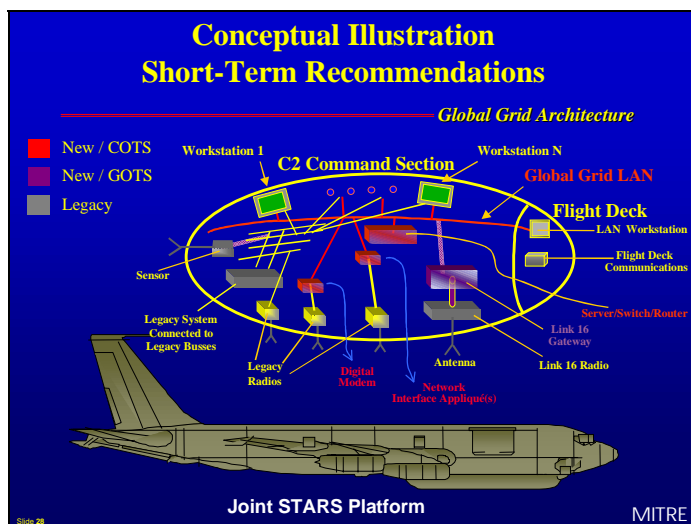 Conceptual Illustration
Short-Term Recommendations
Global Grid Architecture
New / COTS
New / GOTS
Legacy
Workstation 1
C2 Command Section
Workstation N
Global Grid LAN
Flight Deck
LAN Workstation
Flight Deck
Communications
Sensor
Server/Switch/Router
Legacy System
Connected to
Legacy Busses
Legacy
Radios
Digital
Modem
Network
Interface Appliqué(s)
Antenna
Link 16
Gateway
Link 16 Radio
Joint STARS Platform
Slide 28
MITRE